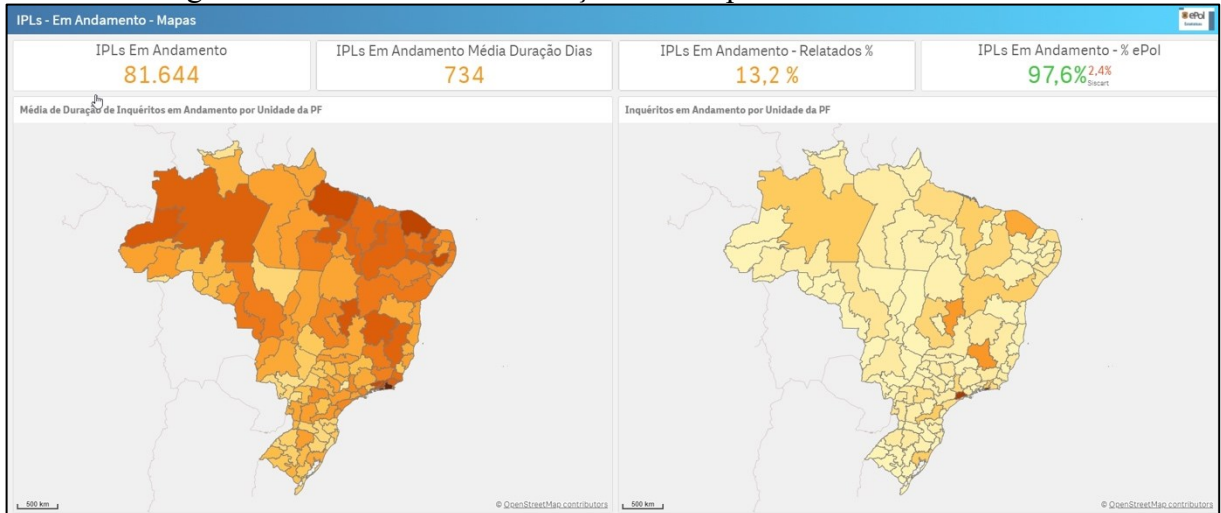 IPLs - Em Andamento - Mapas
ePol
IPLs Em Andamento
81.644
IPLs Em Andamento Média Duração Dias
734
IPLs Em Andamento - Relatados %
13,2 %
IPLs Em Andamento - % ePol
97,6% 2,4%
Siscart
Média de Duração de Inquéritos em Andamento por Unidade da PF
Inquéritos em Andamento por Unidade da PF
500 km
© OpenStreetMap contributors
500 km
© OpenStreetMap contributors